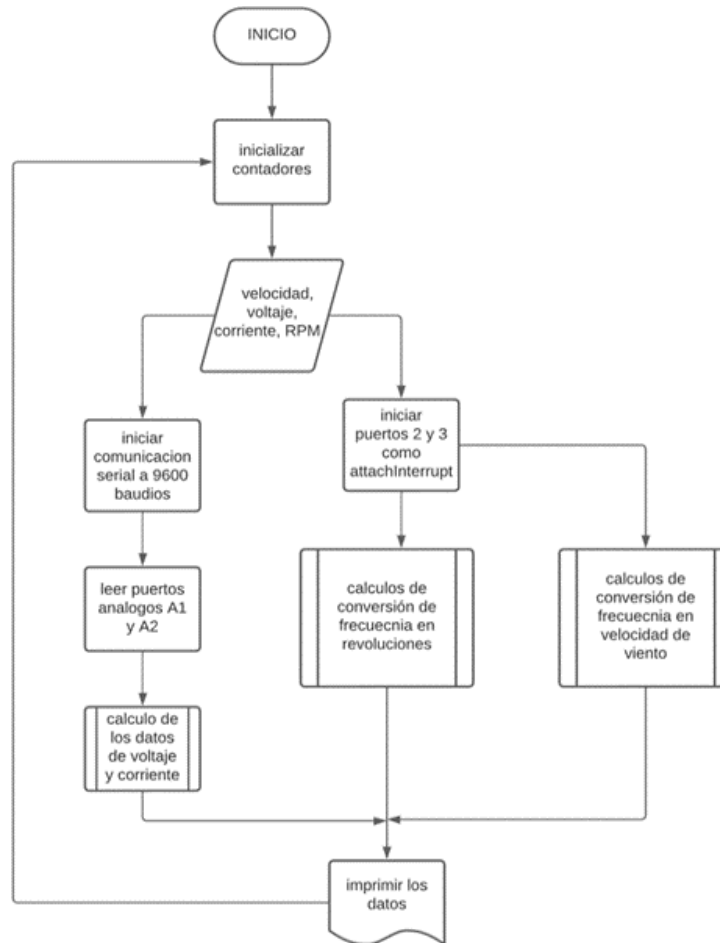 INICIO
inicializar
contadores
velocidad,
voltaje,
corriente, RPM
iniciar
comunicacion
serial a 9600
baudios
iniciar
puertos 2 y 3
como
attachInterrupt
leer puertos
analogos A1
y A2
calculos de
conversión de
frecuecnia en
revoluciones
calculos de
conversión de
frecuecnia en
velocidad de
viento
calculo de
los datos
de voltaje
y corriente
imprimir los
datos